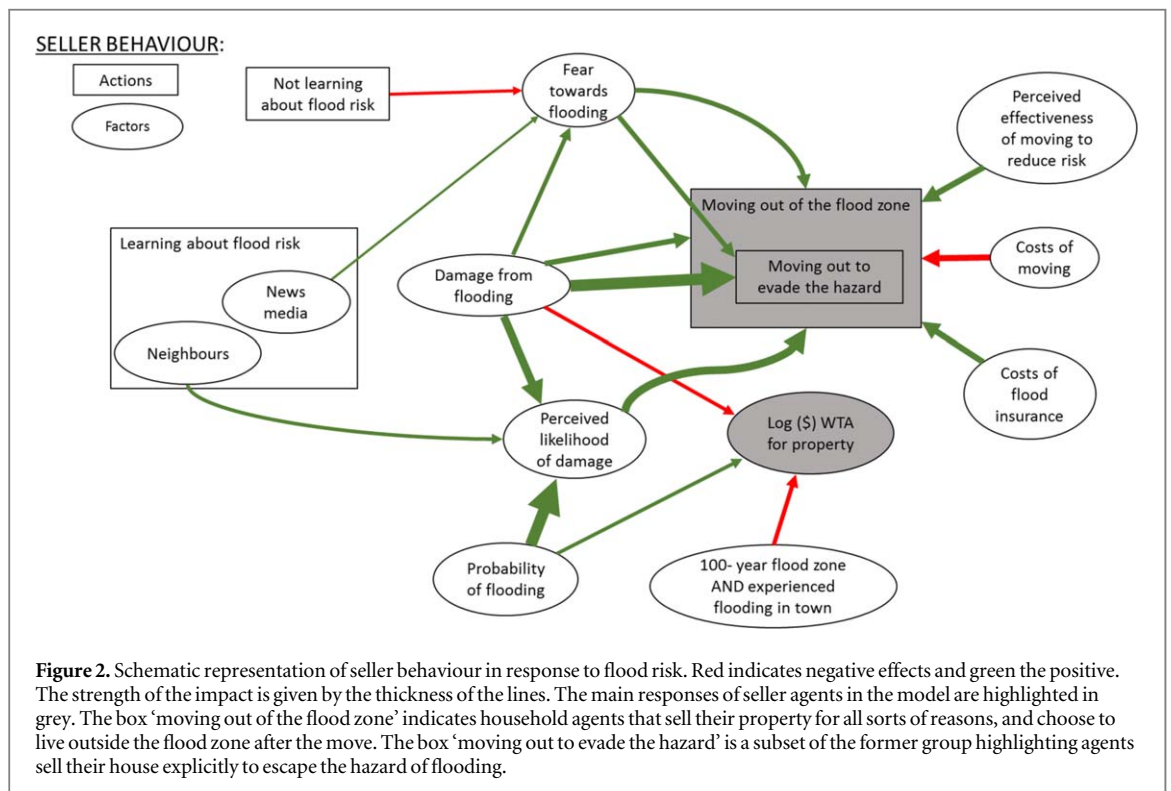 SELLER BEHAVIOUR:
Actions
Factors
Not learning
about flood risk
Fear
towards
flooding
Perceived
effectiveness
of moving to
reduce risk
Moving out of the flood zone
Moving out to
evade the hazard
Costs of
moving
Learning about flood risk
News
media
Neighbours
Damage from
flooding
Costs of
flood
insurance
Perceived
likelihood
of damage
Log ($) WTA
for property
Probability
of flooding
100- year flood zone
AND experienced
flooding in town
Figure 2. Schematic representation of seller behaviour in response to flood risk. Red indicates negative effects and green the positive.
The strength of the impact is given by the thickness of the lines. The main responses of seller agents in the model are highlighted in
grey. The box ‘moving out of the flood zone’ indicates household agents that sell their property for all sorts of reasons, and choose to
live outside the flood zone after the move. The box ‘moving out to evade the hazard’ is a subset of the former group highlighting agents
sell their house explicitly to escape the hazard of flooding.